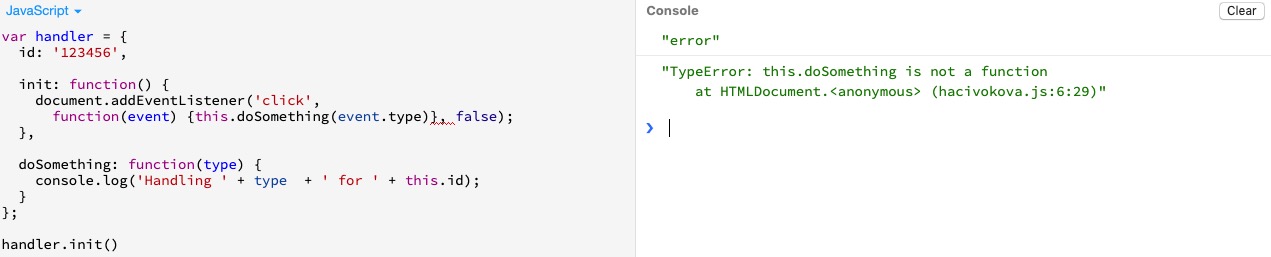 JavaScript
var handler = {
  id: '123456',
  init: function() {
    document.addEventListener('click',
      function(event) {this.doSomething(event.type)}, false);
  },
  doSomething: function(type) {
    console.log('Handling ' + type  + ' for ' + this.id);
  }
};
handler.init()
Console
Clear
"error"
"TypeError: this.doSomething is not a function
    at HTMLDocument.<anonymous> (hacivokova.js:6:29)"